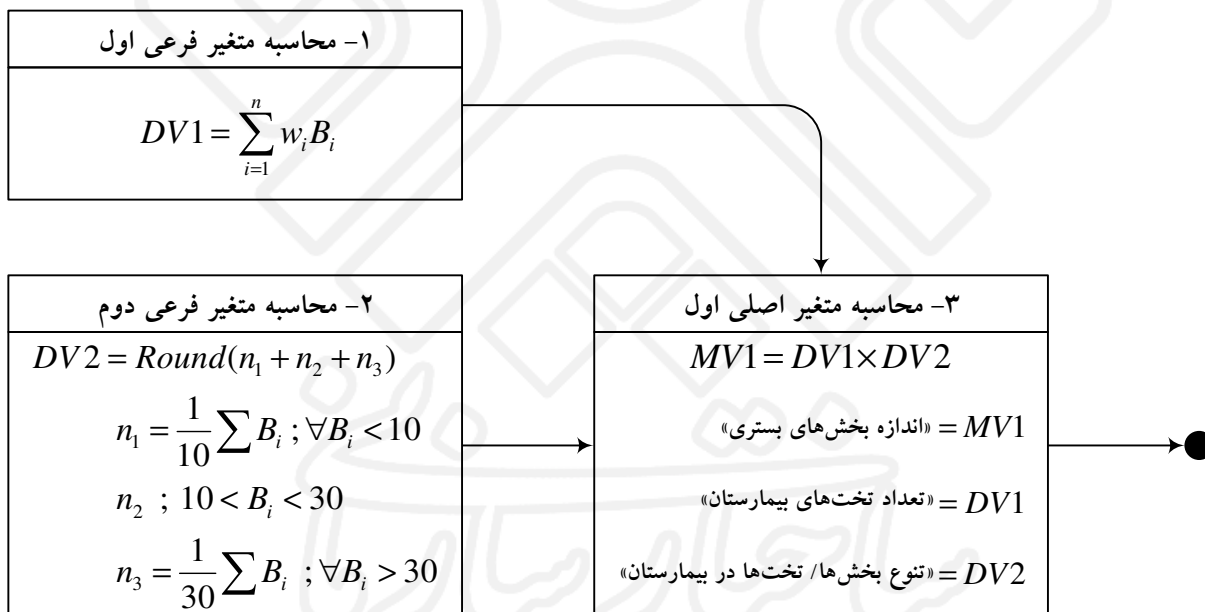 ۱- محاسبه متغیر فرعی اول
DV1 = \sum_{i=1}^{n} w_i B_i
۲- محاسبه متغیر فرعی دوم
DV2 = Round(n_1 + n_2 + n_3)
n_1 = \frac{1}{10} \sum B_i ; ∀B_i < 10
n_2 ; 10 < B_i < 30
n_3 = \frac{1}{30} \sum B_i ; ∀B_i > 30
۳- محاسبه متغیر اصلی اول
MV1 = DV1 × DV2
MV1 = «اندازه بخش‌های بستری»
DV1 = «تعداد تخت‌های بیمارستان»
DV2 = «تنوع بخش‌ها/ تخت‌ها در بیمارستان»